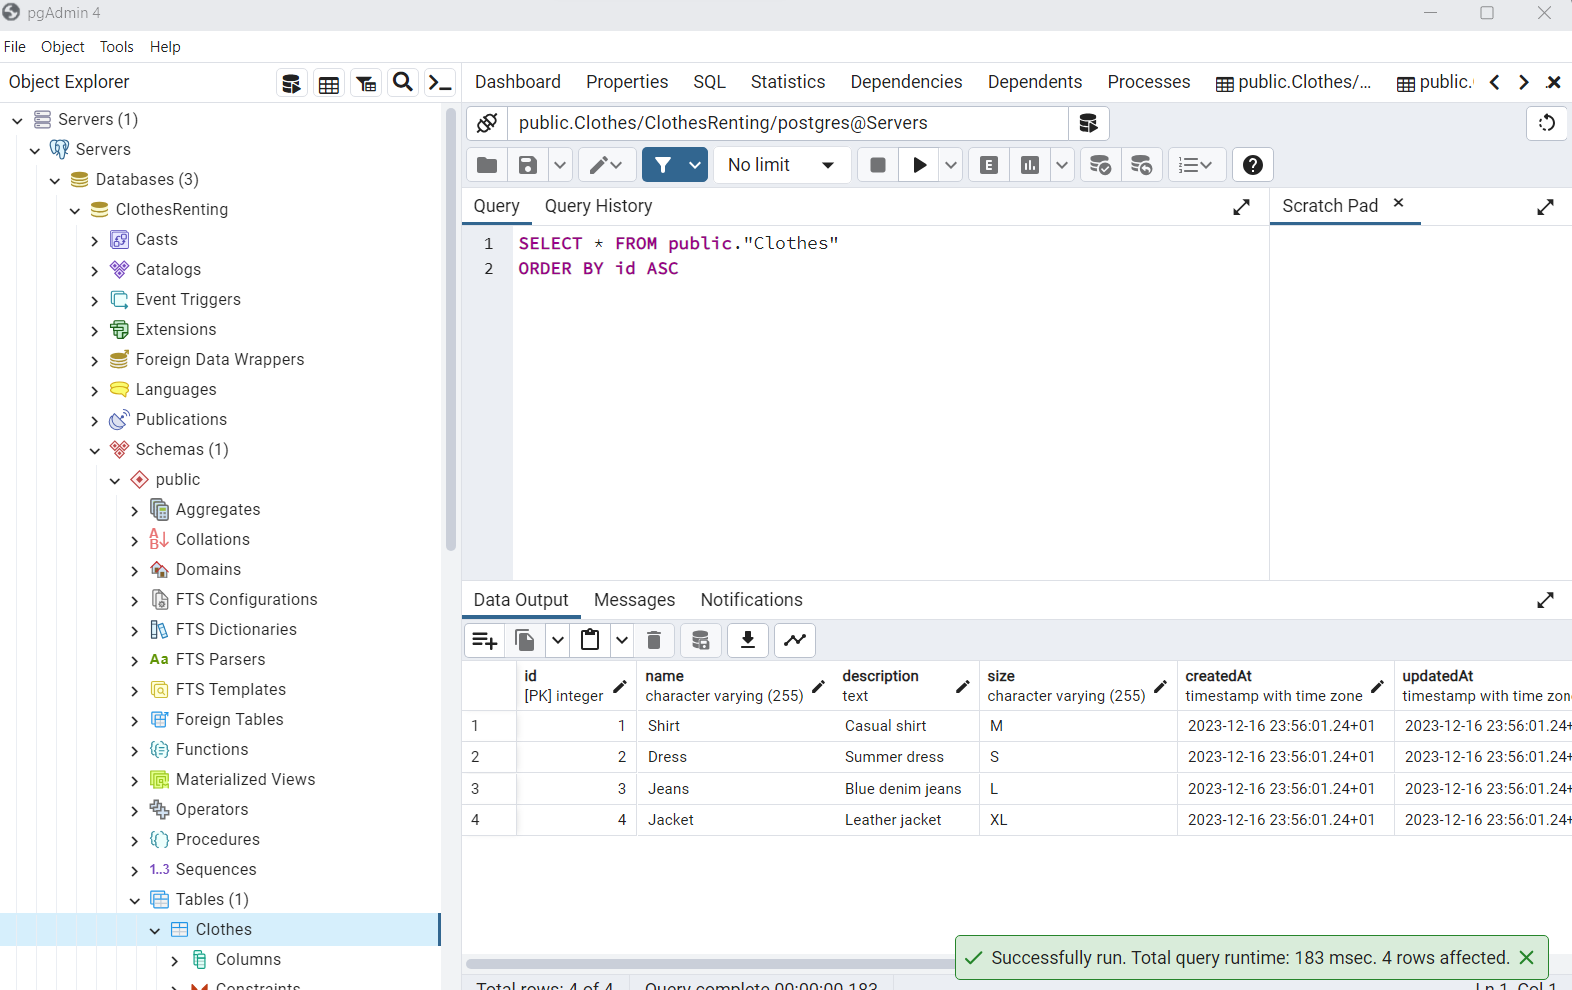 pgAdmin 4
File Object Tools Help
Object Explorer
Dashboard Properties SQL Statistics Dependencies Dependents Processes public.Clothes/... public.
Servers (1)
Servers
Databases (3)
ClothesRenting
Casts
Catalogs
Event Triggers
Extensions
Foreign Data Wrappers
Languages
Publications
Schemas (1)
public
Aggregates
Collations
Domains
FTS Configurations
FTS Dictionaries
Aa FTS Parsers
FTS Templates
Foreign Tables
Functions
Materialized Views
Operators
Procedures
1..3 Sequences
Tables (1)
Clothes
Columns
Constraints
public.Clothes/ClothesRenting/postgres@Servers
No limit
E
Query Query History
Scratch Pad
1 SELECT * FROM public."Clothes"
2 ORDER BY id ASC
Data Output Messages Notifications
id name description size createdAt updatedAt
[PK] integer character varying (255) text character varying (255) timestamp with time zone timestamp with time zon
1 1 Shirt Casual shirt M 2023-12-16 23:56:01.24+01 2023-12-16 23:56:01.24+
2 2 Dress Summer dress S 2023-12-16 23:56:01.24+01 2023-12-16 23:56:01.24+
3 3 Jeans Blue denim jeans L 2023-12-16 23:56:01.24+01 2023-12-16 23:56:01.24+
4 4 Jacket Leather jacket XL 2023-12-16 23:56:01.24+01 2023-12-16 23:56:01.24+
Successfully run. Total query runtime: 183 msec. 4 rows affected.
Total rows: 4 of 4 Query complete 00:00:00.183 Ln 1, Col 1